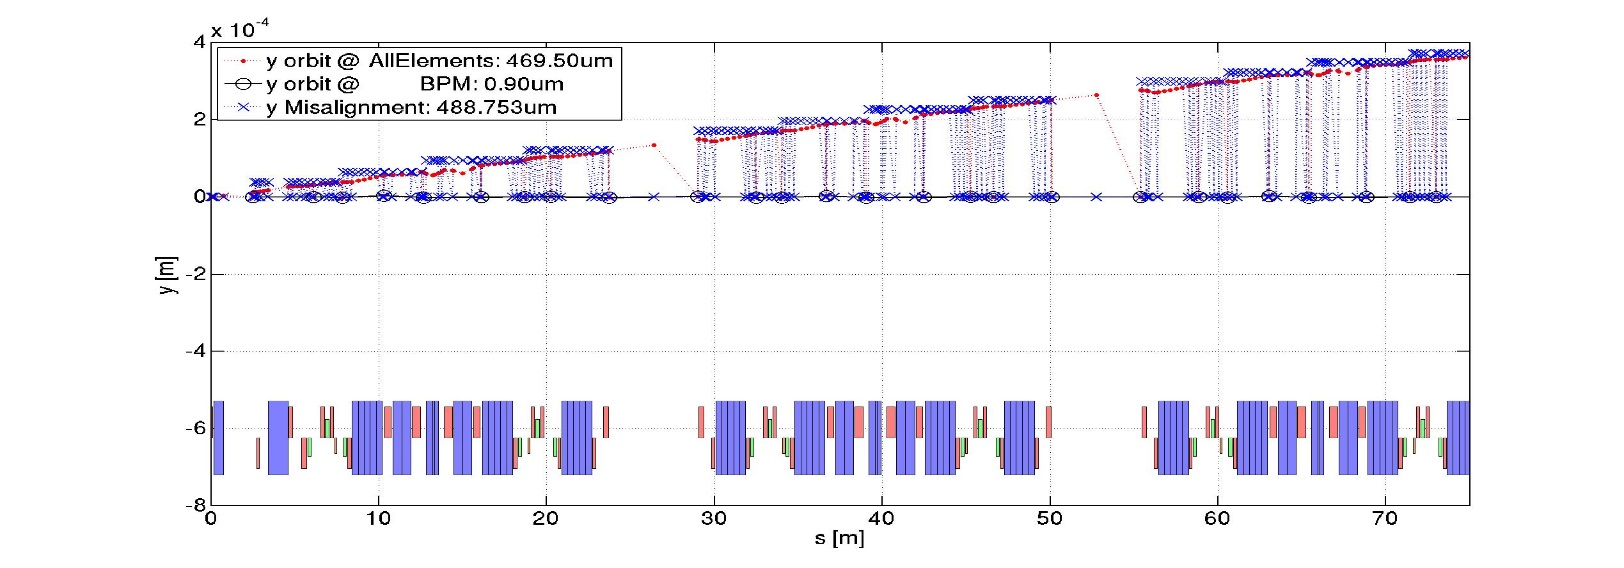 x 10-4
4
y orbit @ AllElements: 469.50um
y orbit @ BPM: 0.90um
y Misalignment: 488.753um
2
0
-2
y [m]
-4
-6
-8
0 10 20 30 40 50 60 70
s [m]